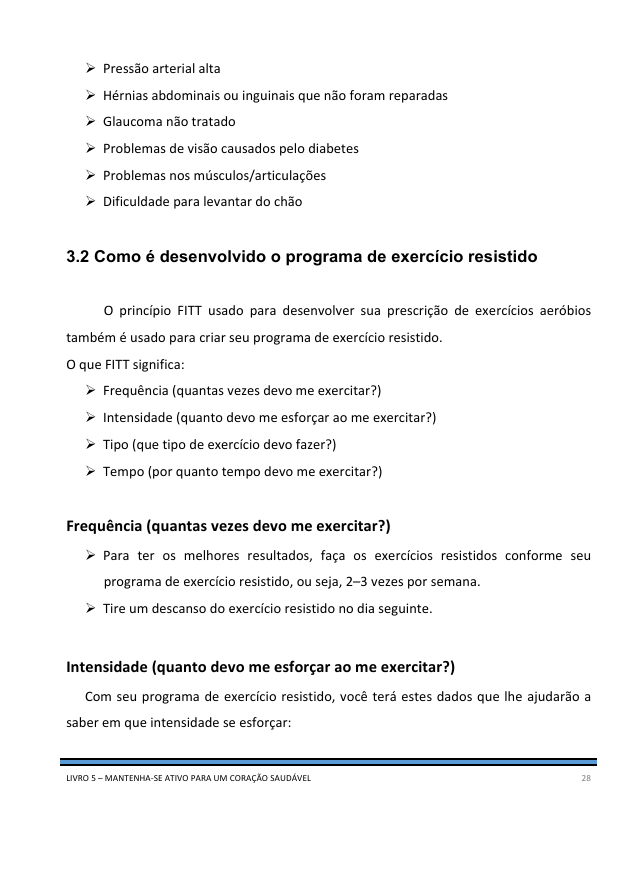 ➢ Pressão arterial alta
➢ Hérnias abdominais ou inguinais que não foram reparadas
➢ Glaucoma não tratado
➢ Problemas de visão causados pelo diabetes
➢ Problemas nos músculos/articulações
➢ Dificuldade para levantar do chão
3.2 Como é desenvolvido o programa de exercício resistido
O princípio FITT usado para desenvolver sua prescrição de exercícios aeróbios
também é usado para criar seu programa de exercício resistido.
O que FITT significa:
➢ Frequência (quantas vezes devo me exercitar?)
➢ Intensidade (quanto devo me esforçar ao me exercitar?)
➢ Tipo (que tipo de exercício devo fazer?)
➢ Tempo (por quanto tempo devo me exercitar?)
Frequência (quantas vezes devo me exercitar?)
➢ Para ter os melhores resultados, faça os exercícios resistidos conforme seu
programa de exercício resistido, ou seja, 2–3 vezes por semana.
➢ Tire um descanso do exercício resistido no dia seguinte.
Intensidade (quanto devo me esforçar ao me exercitar?)
Com seu programa de exercício resistido, você terá estes dados que lhe ajudarão a
saber em que intensidade se esforçar:
LIVRO 5 – MANTENHA-SE ATIVO PARA UM CORAÇÃO SAUDÁVEL 28